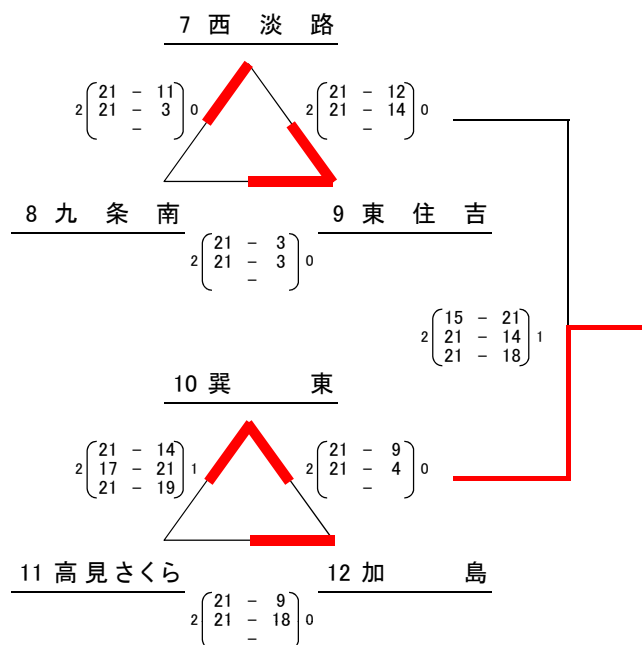 7 西 淡 路
2 21 - 11 0
21 - 3
-
2 21 - 12 0
21 - 14
-
8 九 条 南
9 東 住 吉
2 21 - 3 0
21 - 3
-
2 15 - 21 1
21 - 14
21 - 18
10 巽 東
2 21 - 14 1
17 - 21
21 - 19
2 21 - 9 0
21 - 4
-
11 高見さくら
12 加 島
2 21 - 9 0
21 - 18
-